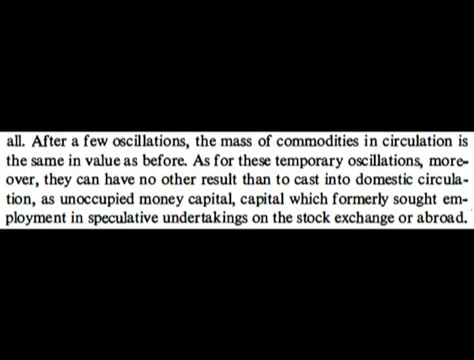 all. After a few oscillations, the mass of commodities in circulation is
the same in value as before. As for these temporary oscillations, more-
over, they can have no other result than to cast into domestic circula-
tion, as unoccupied money capital, capital which formerly sought em-
ployment in speculative undertakings on the stock exchange or abroad.